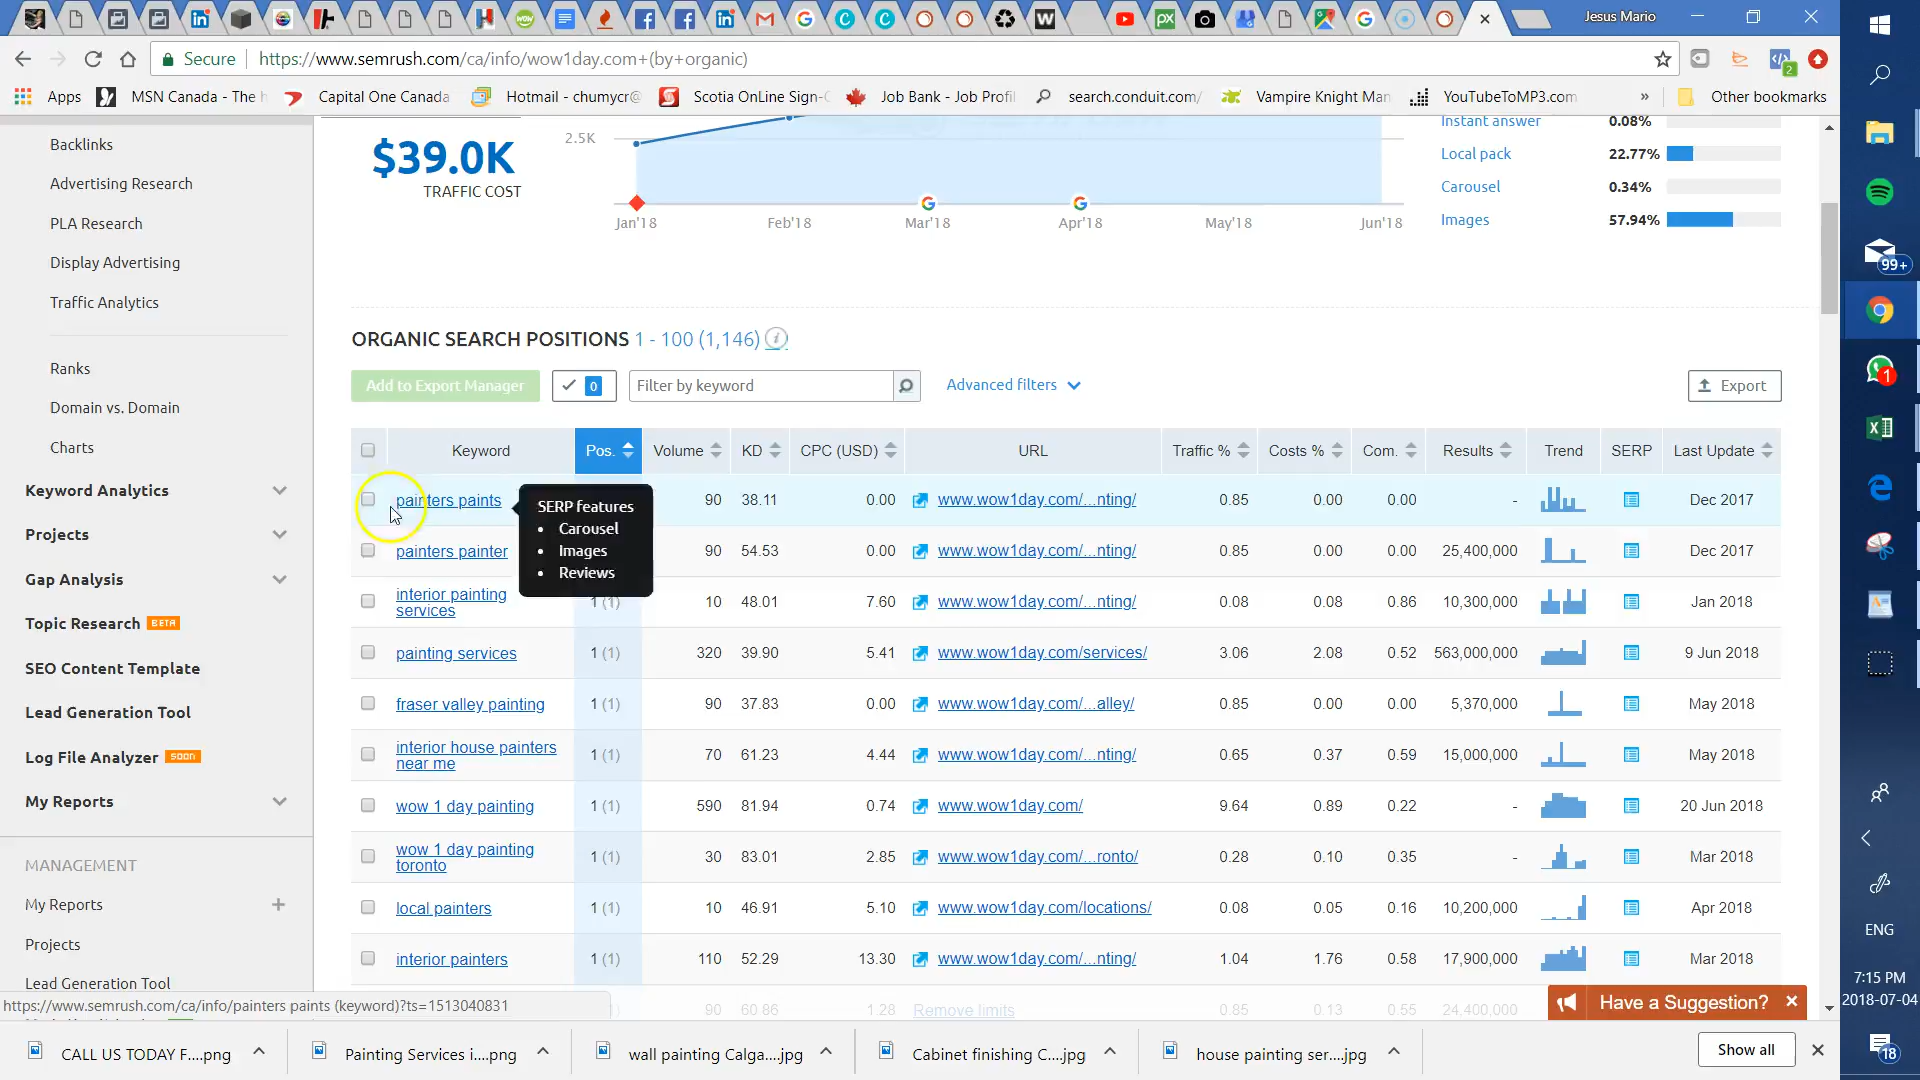 Jesus Mario
Secure
https://www.semrush.com/ca/info/wow1day.com+(by+organic)
2
Apps
MSN Canada - The h
Capital One Canada
Hotmail - chumycr@
Scotia OnLine Sign-
Job Bank - Job Profil
search.conduit.com/
Vampire Knight Man
YouTubeToMP3.com
»
Other bookmarks
Backlinks
Advertising Research
PLA Research
Display Advertising
Traffic Analytics
Ranks
Domain vs. Domain
Charts
Keyword Analytics
Projects
Gap Analysis
Topic Research BETA
SEO Content Template
Lead Generation Tool
Log File Analyzer SOON
My Reports
MANAGEMENT
My Reports +
Projects
Lead Generation Tool
https://www.semrush.com/ca/info/painters paints (keyword)?ts=1513040831
$39.0K
TRAFFIC COST
2.5K
Jan'18 Feb'18 Mar'18 Apr'18 May'18 Jun'18
Instant answer 0.08%
Local pack 22.77%
Carousel 0.34%
Images 57.94%
ORGANIC SEARCH POSITIONS 1 - 100 (1,146) i
Add to Export Manager
0
Filter by keyword
Advanced filters
Export
Keyword Pos. Volume KD CPC (USD) URL Traffic % Costs % Com. Results Trend SERP Last Update
painters paints 90 38.11 0.00 www.wow1day.com/...nting/ 0.85 0.00 0.00 - Dec 2017
SERP features
Carousel
Images
Reviews
painters painter 90 54.53 0.00 www.wow1day.com/...nting/ 0.85 0.00 0.00 25,400,000 Dec 2017
interior painting
services 1 (1) 10 48.01 7.60 www.wow1day.com/...nting/ 0.08 0.08 0.86 10,300,000 Jan 2018
painting services 1 (1) 320 39.90 5.41 www.wow1day.com/services/ 3.06 2.08 0.52 563,000,000 9 Jun 2018
fraser valley painting 1 (1) 90 37.83 0.00 www.wow1day.com/...alley/ 0.85 0.00 0.00 5,370,000 May 2018
interior house painters
near me 1 (1) 70 61.23 4.44 www.wow1day.com/...nting/ 0.65 0.37 0.59 15,000,000 May 2018
wow 1 day painting 1 (1) 590 81.94 0.74 www.wow1day.com/ 9.64 0.89 0.22 - 20 Jun 2018
wow 1 day painting
toronto 1 (1) 30 83.01 2.85 www.wow1day.com/...ronto/ 0.28 0.10 0.35 - Mar 2018
local painters 1 (1) 10 46.91 5.10 www.wow1day.com/locations/ 0.08 0.05 0.16 10,200,000 Apr 2018
interior painters 1 (1) 110 52.29 13.30 www.wow1day.com/...nting/ 1.04 1.76 0.58 17,900,000 Mar 2018
90 60.86 1.28 Remove limits 0.85 0.13 0.55 24,400,000
Have a Suggestion? ×
CALL US TODAY F....png
Painting Services i....png
wall painting Calga....jpg
Cabinet finishing C....jpg
house painting ser....jpg
Show all
99+
1
ENG
7:15 PM
2018-07-04
18